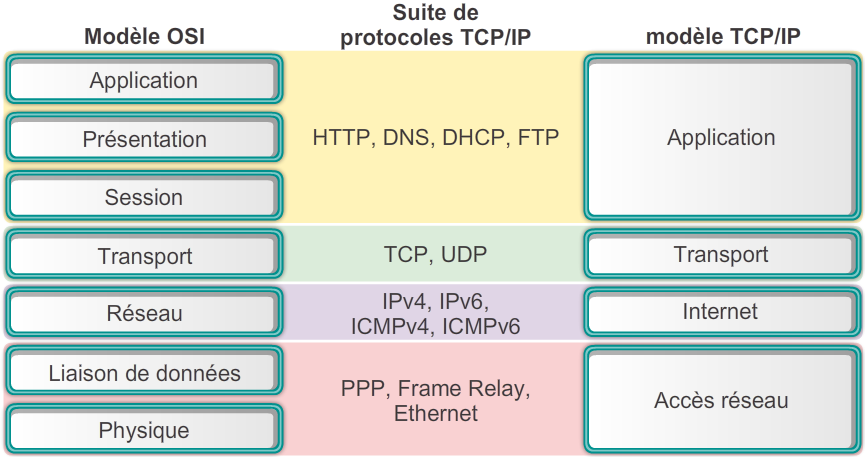 Modèle OSI
Suite de
protocoles TCP/IP
modèle TCP/IP
Application
Présentation
Session
HTTP, DNS, DHCP, FTP
Application
Transport
TCP, UDP
Transport
Réseau
IPv4, IPv6,
ICMPv4, ICMPv6
Internet
Liaison de données
Physique
PPP, Frame Relay,
Ethernet
Accès réseau